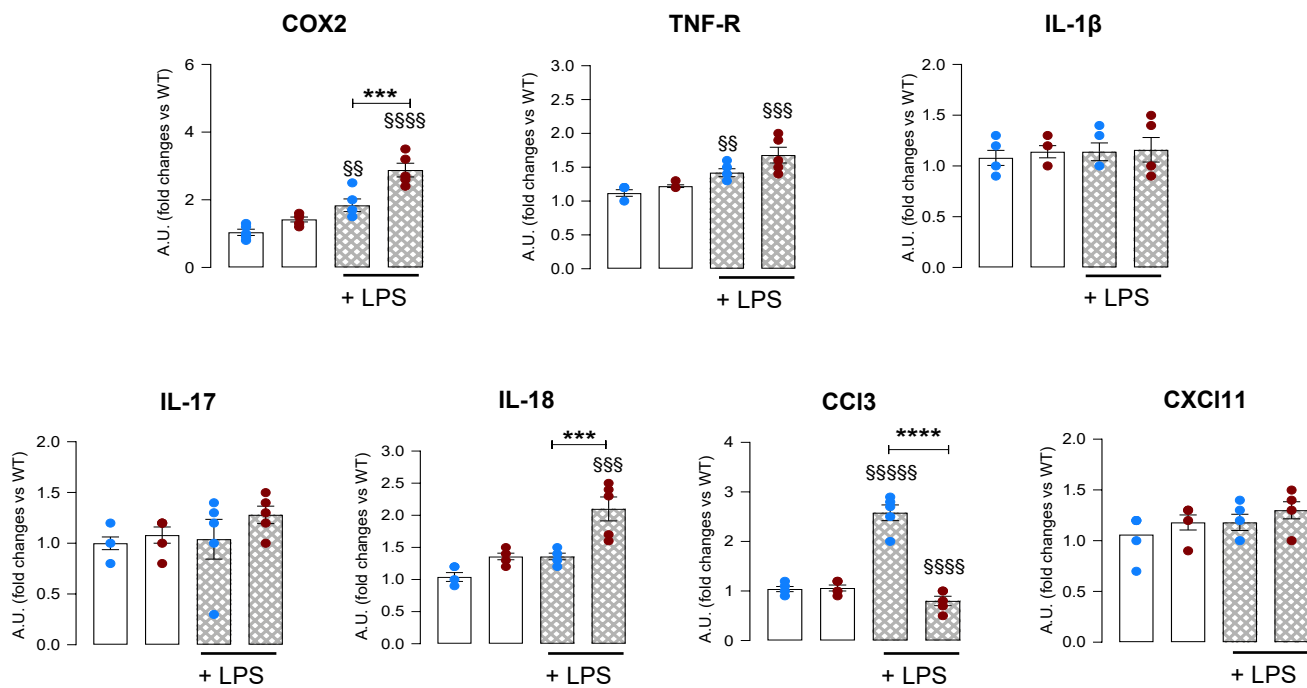 COX2
A.U. (fold changes vs WT)
6
4
2
0
***
§§
§§§§
+ LPS
TNF-R
A.U. (fold changes vs WT)
3.0
2.5
2.0
1.5
1.0
0.5
0.0
§§
§§§
+ LPS
IL-1β
A.U. (fold changes vs WT)
2.0
1.5
1.0
0.5
0.0
+ LPS
IL-17
A.U. (fold changes vs WT)
2.0
1.5
1.0
0.5
0.0
+ LPS
IL-18
A.U. (fold changes vs WT)
3.0
2.5
2.0
1.5
1.0
0.5
0.0
***
§§§
+ LPS
CCl3
A.U. (fold changes vs WT)
4
3
2
1
0
****
§§§§§
§§§§
+ LPS
CXCl11
A.U. (fold changes vs WT)
2.0
1.5
1.0
0.5
0.0
+ LPS